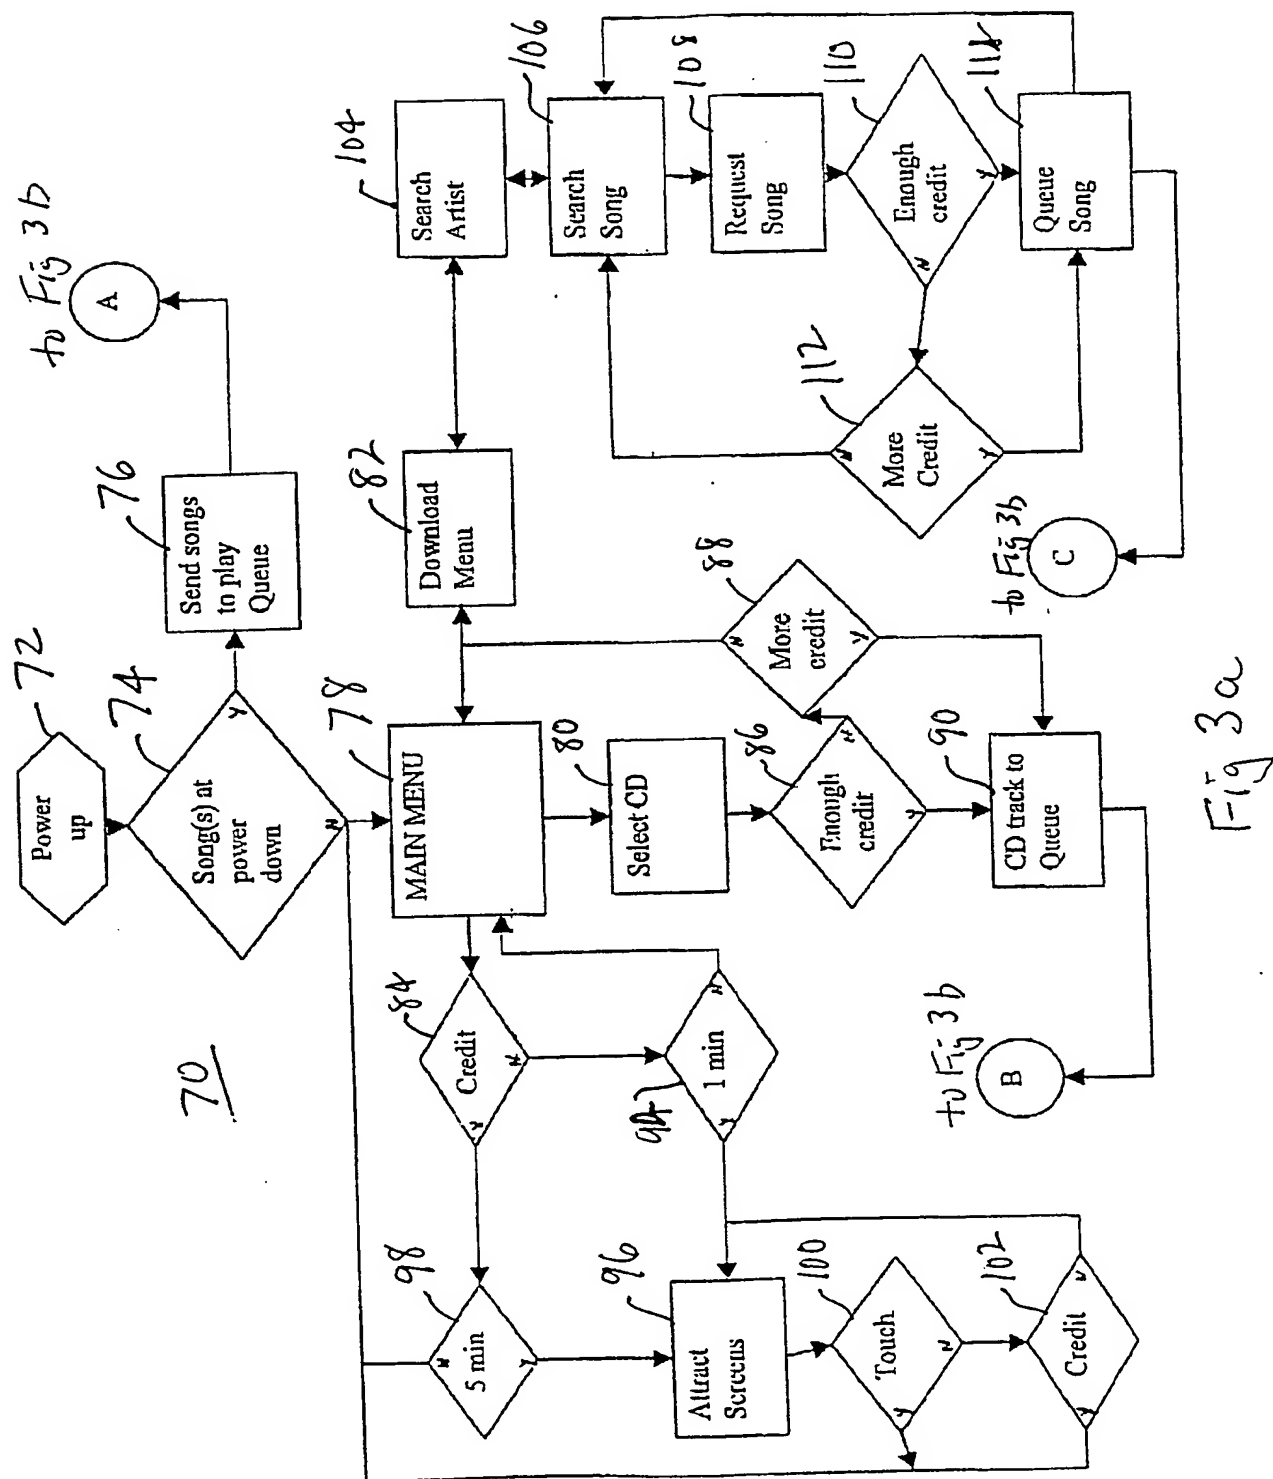 72
Power
up
74
Song(s) at
power
down
Y
N
76
Send songs
to play
Queue
to Fig 3b
A
70
78
MAIN MENU
82
Download
Menu
104
Search
Artist
84
Credit
Y
N
98
5 min
N
Y
80
Select CD
106
Search
Song
94
1 min
Y
N
96
Attract
Screens
86
Enough
credit
N
Y
88
More
credit
N
Y
108
Request
Song
110
Enough
credit
N
Y
112
More
Credit
N
Y
100
Touch
Y
N
102
Credit
Y
N
90
CD track to
Queue
Queue
Song
to Fig 3b
B
to Fig 3b
C
Fig 3a